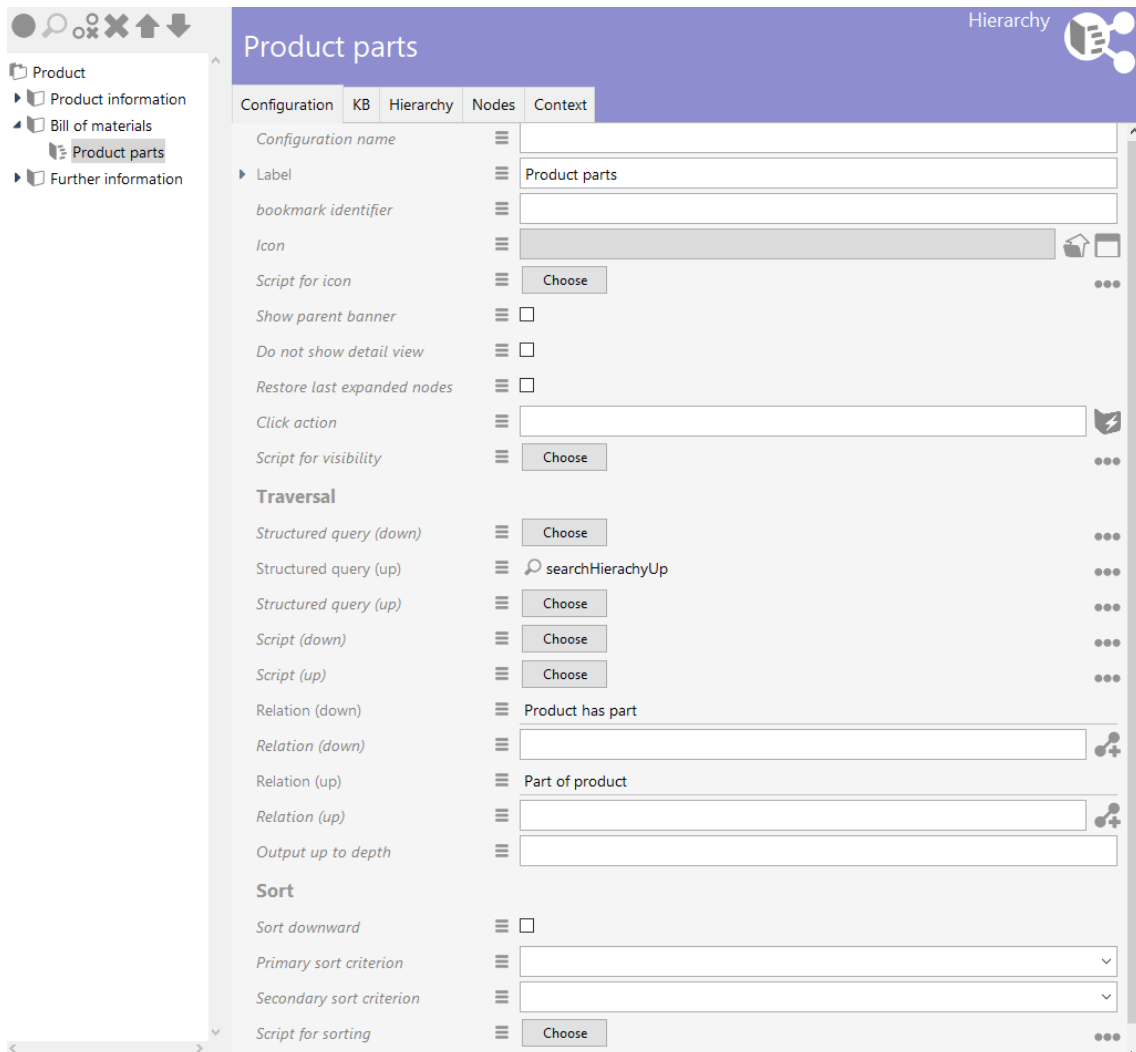 Hierarchy
Product parts
Product
Product information
Bill of materials
Product parts
Further information
Configuration KB Hierarchy Nodes Context
Configuration name
Label Product parts
bookmark identifier
Icon
Script for icon Choose
Show parent banner
Do not show detail view
Restore last expanded nodes
Click action
Script for visibility Choose
Traversal
Structured query (down) Choose
Structured query (up) searchHierachyUp
Structured query (up) Choose
Script (down) Choose
Script (up) Choose
Relation (down) Product has part
Relation (down)
Relation (up) Part of product
Relation (up)
Output up to depth
Sort
Sort downward
Primary sort criterion
Secondary sort criterion
Script for sorting Choose